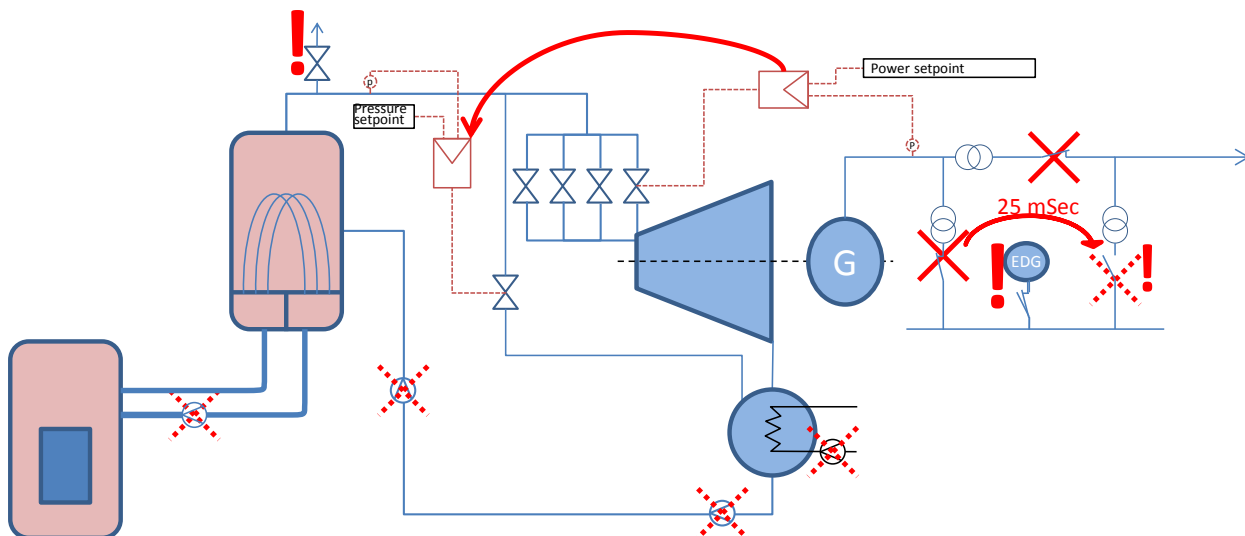 Power setpoint
p
Pressure
setpoint
P
25 mSec
G
EDG